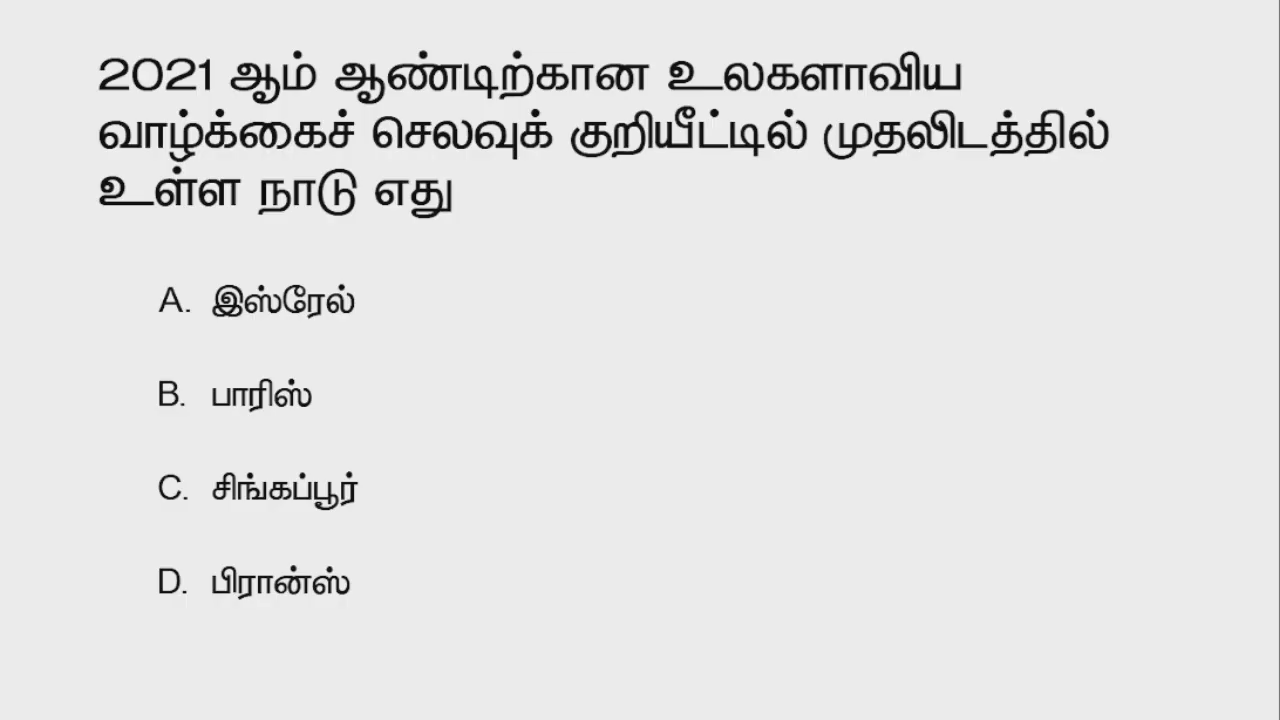 2021 ஆம் ஆண்டிற்கான உலகளாவிய
வாழ்க்கைச் செலவுக் குறியீட்டில் முதலிடத்தில்
உள்ள நாடு எது
A. இஸ்ரேல்
B. பாரிஸ்
C. சிங்கப்பூர்
D. பிரான்ஸ்